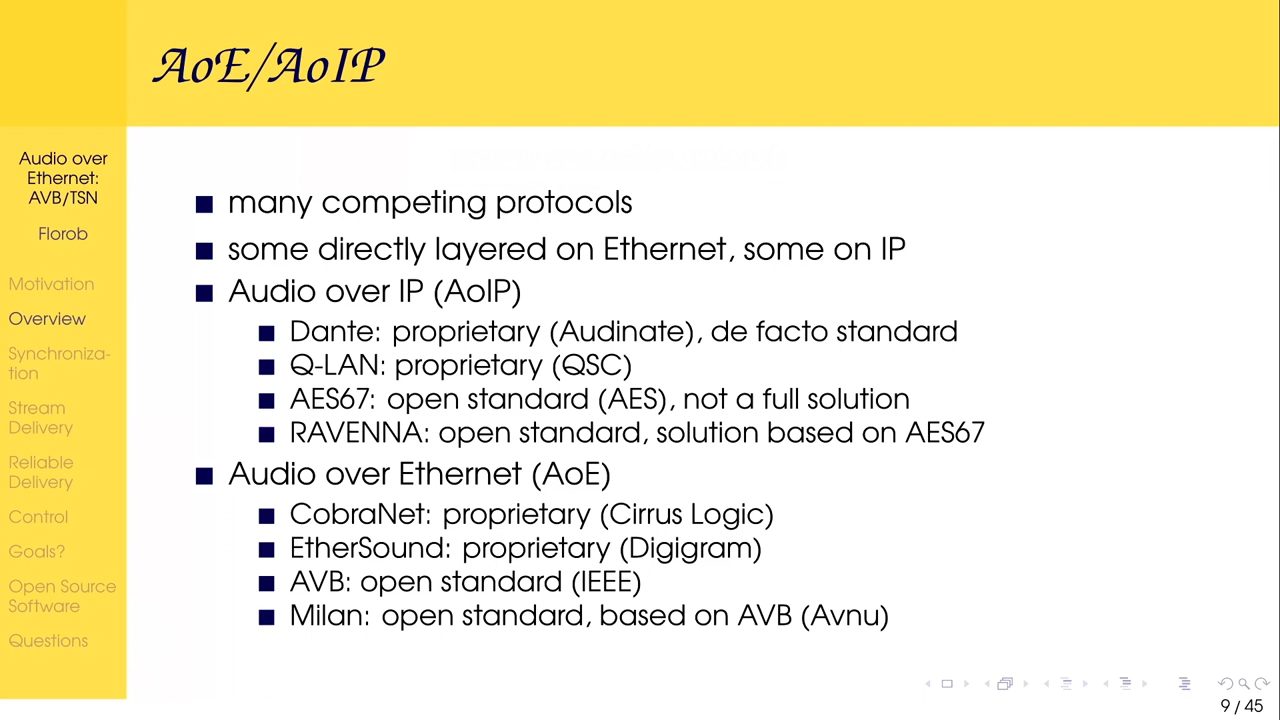 AoE/AoIP
Audio over
Ethernet:
AVB/TSN
Florob
Motivation
Overview
Synchroniza-
tion
Stream
Delivery
Reliable
Delivery
Control
Goals?
Open Source
Software
Questions
many competing protocols
some directly layered on Ethernet, some on IP
Audio over IP (AoIP)
Dante: proprietary (Audinate), de facto standard
Q-LAN: proprietary (QSC)
AES67: open standard (AES), not a full solution
RAVENNA: open standard, solution based on AES67
Audio over Ethernet (AoE)
CobraNet: proprietary (Cirrus Logic)
EtherSound: proprietary (Digigram)
AVB: open standard (IEEE)
Milan: open standard, based on AVB (Avnu)
9 / 45